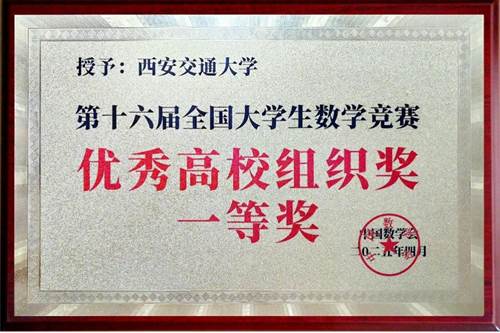 授予：西安交通大学
第十六届全国大学生数学竞赛
优秀高校组织奖
一等奖
中国数学会
二〇二五年四月